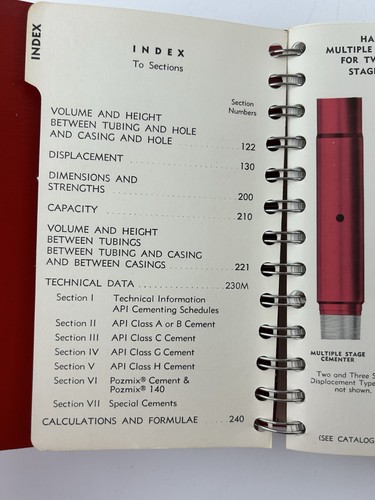 INDEX
INDEX
To Sections
Section
Numbers
VOLUME AND HEIGHT
BETWEEN TUBING AND HOLE
AND CASING AND HOLE . . . . . . . . . . . . 122
DISPLACEMENT . . . . . . . . . . . . . . . . 130
DIMENSIONS AND
STRENGTHS . . . . . . . . . . . . . . . . . . 200
CAPACITY . . . . . . . . . . . . . . . . . . . . 210
VOLUME AND HEIGHT
BETWEEN TUBINGS
BETWEEN TUBING AND CASING
AND BETWEEN CASINGS . . . . . . . . . . 221
TECHNICAL DATA . . . . . . . . . . . . . . 230M
Section I Technical Information
API Cementing Schedules
Section II API Class A or B Cement
Section III API Class C Cement
Section IV API Class G Cement
Section V API Class H Cement
Section VI Pozmix® Cement &
Pozmix® 140
Section VII Special Cements
CALCULATIONS AND FORMULAE . . 240
HA
MULTIPLE
FOR TW
STAG
MULTIPLE STAGE
CEMENTER
Two and Three S
Displacement Type
not shown.
(SEE CATALOG